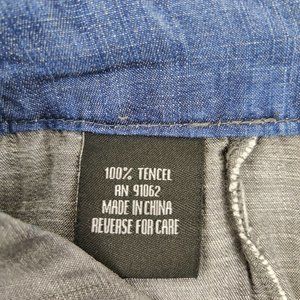 100% TENCEL
RN 91062
MADE IN CHINA
REVERSE FOR CARE